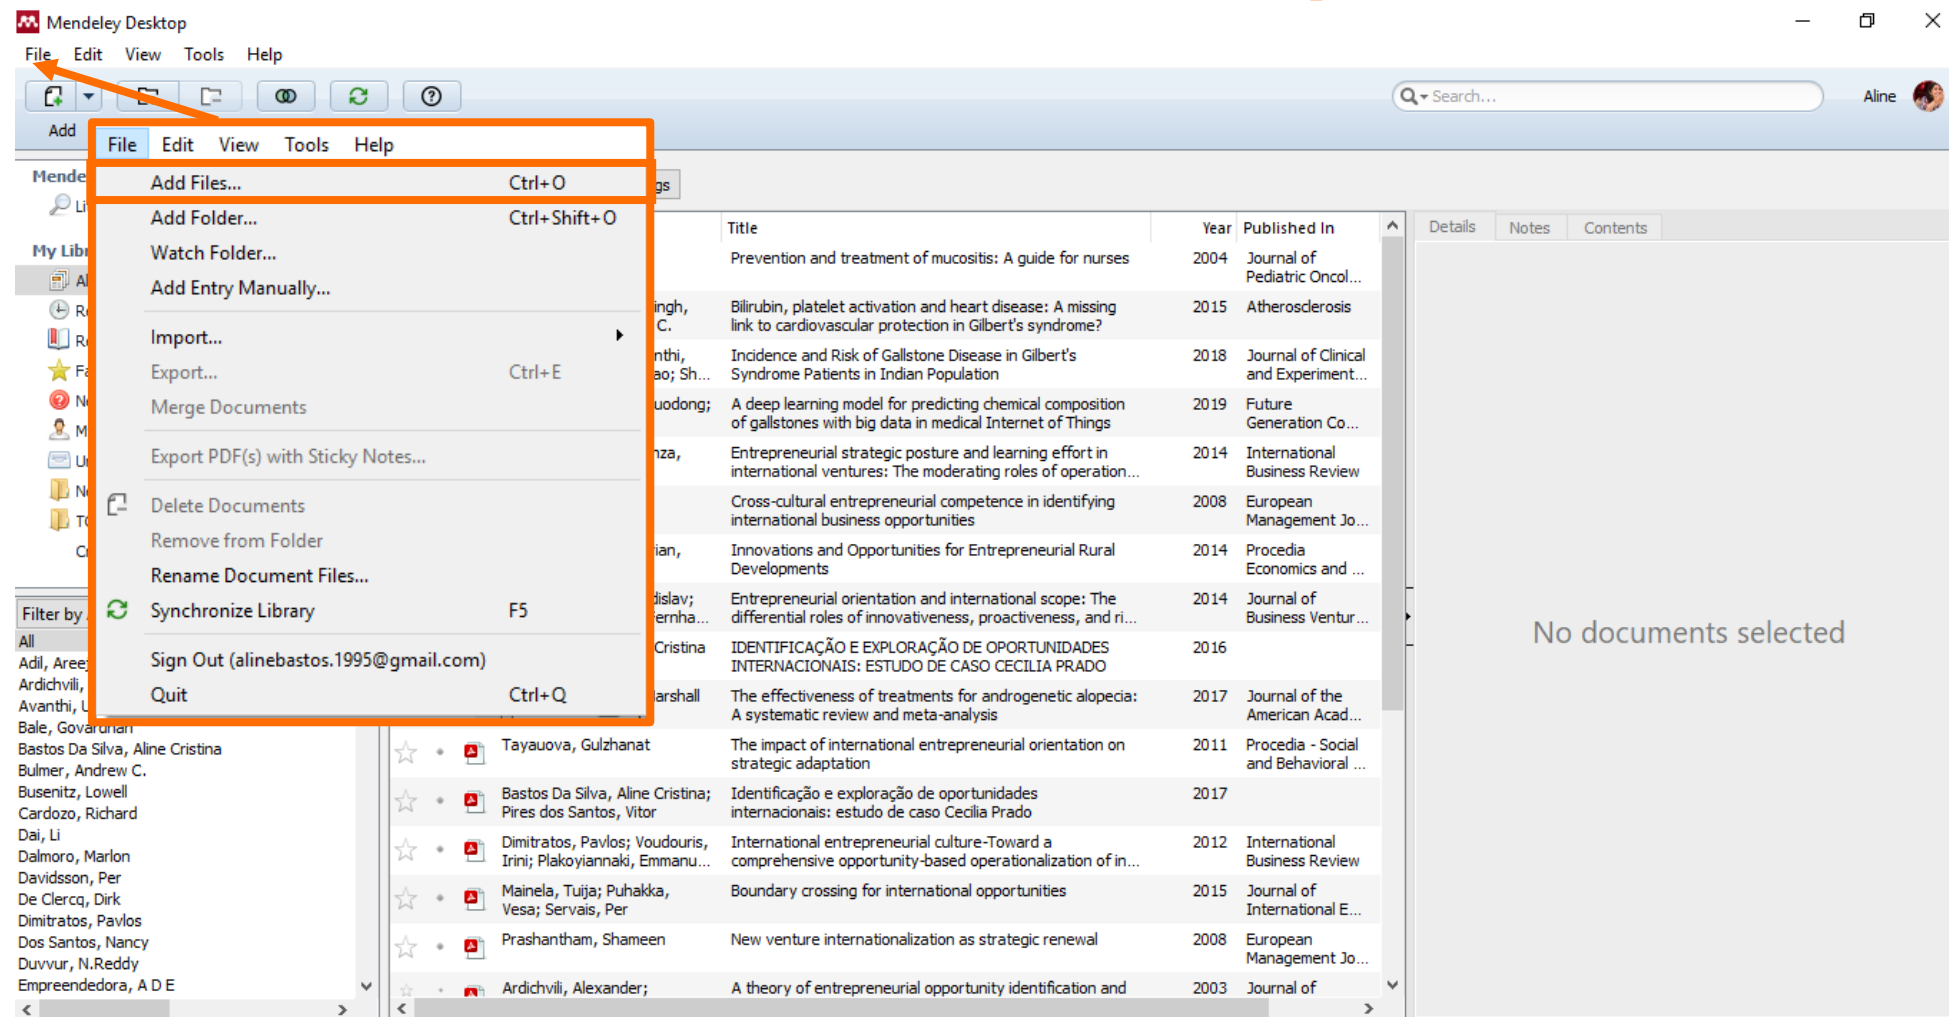 Mendeley Desktop
File Edit View Tools Help
Search...
Aline
Add
File Edit View Tools Help
Add Files... Ctrl+O
Add Folder... Ctrl+Shift+O
Watch Folder...
Add Entry Manually...
Import...
Export... Ctrl+E
Merge Documents
Export PDF(s) with Sticky Notes...
Delete Documents
Remove from Folder
Rename Document Files...
Synchronize Library F5
Sign Out (alinebastos.1995@gmail.com)
Quit Ctrl+Q
Filter by
All
Adil,
Ardichvili,
Avanthi,
Bale, Govardhan
Bastos Da Silva, Aline Cristina
Bulmer, Andrew C.
Busenitz, Lowell
Cardozo, Richard
Dai, Li
Dalmoro, Marlon
Davidsson, Per
De Clercq, Dirk
Dimitratos, Pavlos
Dos Santos, Nancy
Duvvur, N.Reddy
Empreendedora, A D E
Title Year Published In
Prevention and treatment of mucositis: A guide for nurses 2004 Journal of
Pediatric Oncol...
Bilirubin, platelet activation and heart disease: A missing 2015 Atherosclerosis
C. link to cardiovascular protection in Gilbert's syndrome?
Incidence and Risk of Gallstone Disease in Gilbert's 2018 Journal of Clinical
Sh... Syndrome Patients in Indian Population and Experiment...
A deep learning model for predicting chemical composition 2019 Future
of gallstones with big data in medical Internet of Things Generation Co...
Entrepreneurial strategic posture and learning effort in 2014 International
international ventures: The moderating roles of operation... Business Review
Cross-cultural entrepreneurial competence in identifying 2008 European
international business opportunities Management Jo...
Innovations and Opportunities for Entrepreneurial Rural 2014 Procedia
Developments Economics and ...
Entrepreneurial orientation and international scope: The 2014 Journal of
differential roles of innovativeness, proactiveness, and ri... Business Ventur...
Cristina IDENTIFICAÇÃO E EXPLORAÇÃO DE OPORTUNIDADES 2016
INTERNACIONAIS: ESTUDO DE CASO CECILIA PRADO
The effectiveness of treatments for androgenetic alopecia: 2017 Journal of the
A systematic review and meta-analysis American Acad...
Tayauova, Gulzhanat The impact of international entrepreneurial orientation on 2011 Procedia - Social
strategic adaptation and Behavioral ...
Bastos Da Silva, Aline Cristina; Identificação e exploração de oportunidades 2017
Pires dos Santos, Vitor internacionais: estudo de caso Cecilia Prado
Dimitratos, Pavlos; Voudouris, International entrepreneurial culture-Toward a 2012 International
Irini; Plakoyiannaki, Emmanu... comprehensive opportunity-based operationalization of in... Business Review
Mainela, Tuija; Puhakka, Boundary crossing for international opportunities 2015 Journal of
Vesa; Servais, Per International E...
Prashantham, Shameen New venture internationalization as strategic renewal 2008 European
Management Jo...
Ardichvili, Alexander; A theory of entrepreneurial opportunity identification and 2003 Journal of
Details Notes Contents
No documents selected